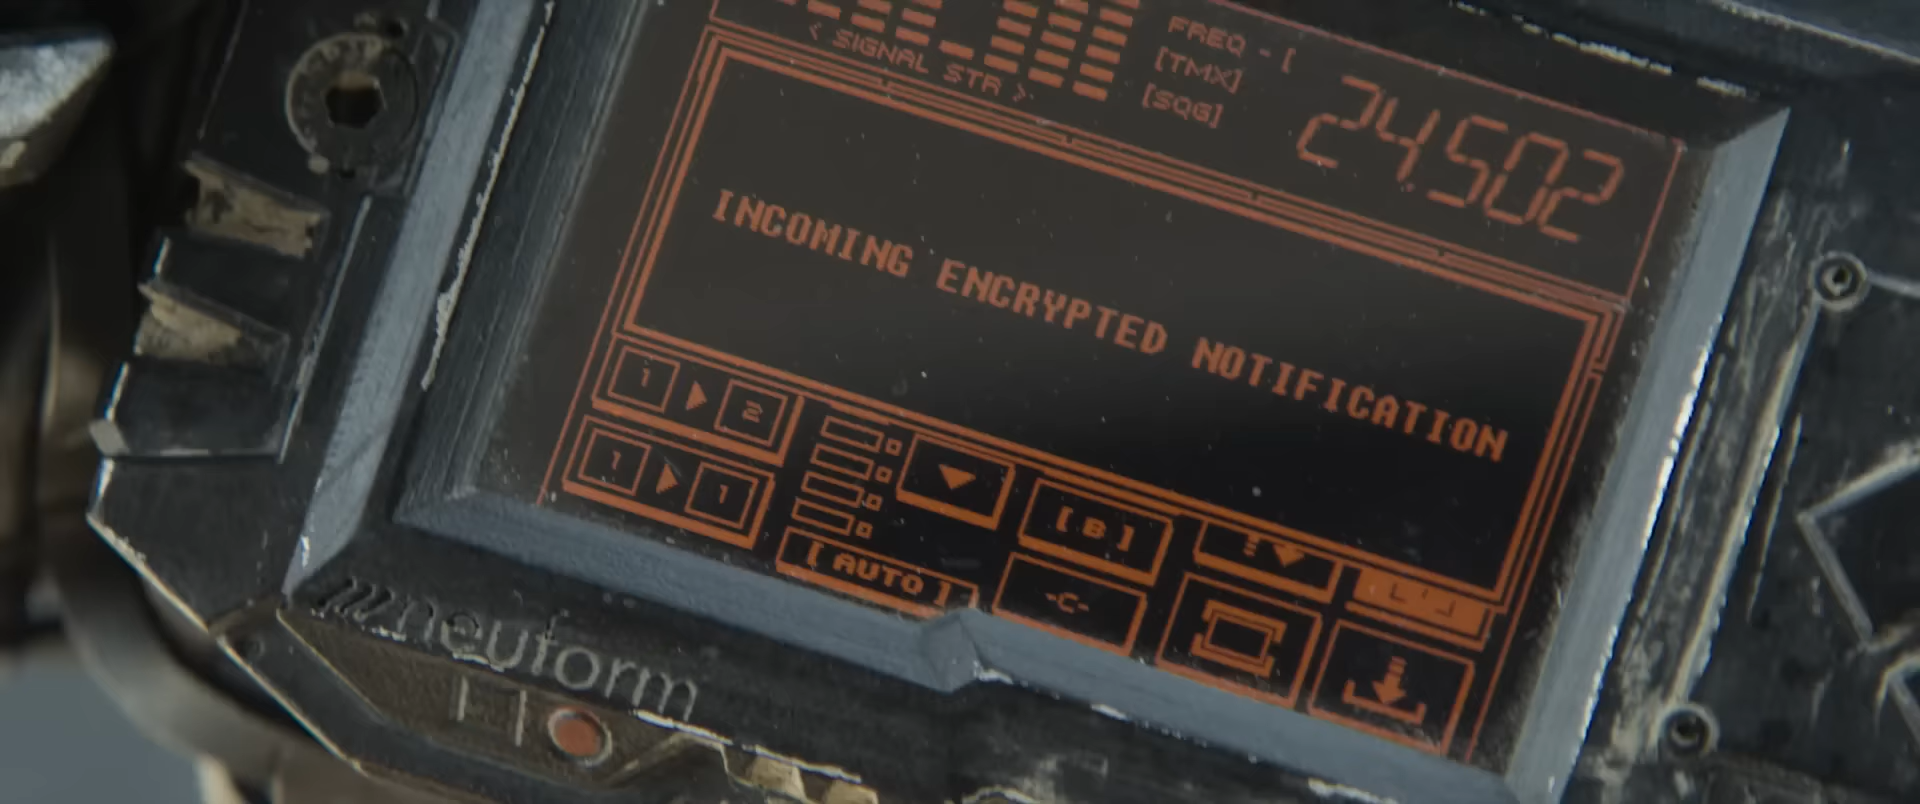 FREQ - [
[TMX]
[SQG]
< SIGNAL STR >
24.502
INCOMING ENCRYPTED NOTIFICATION
1 ▶ 2
1 ▶ 1
[ AUTO ]
[ B ]
-C-
neuform